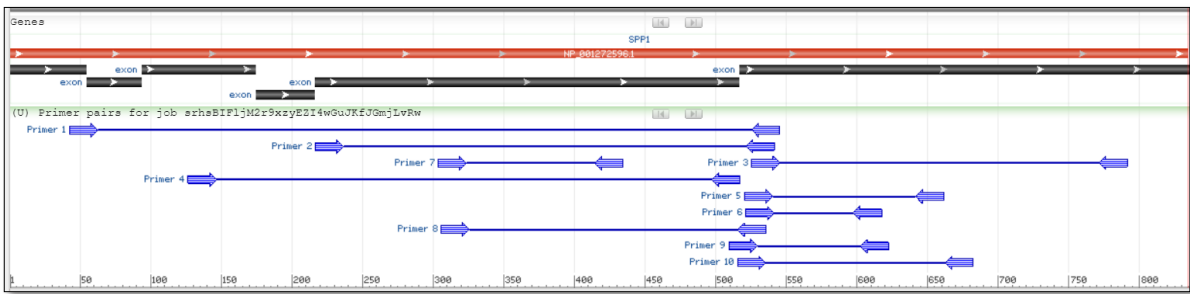 Genes
SPP1
NP_001272596.1
exon exon
exon exon
exon
(U) Primer pairs for job srhsBIFljM2r9xzyEZI4wGuJKfJGmjLvRw
Primer 1
Primer 2
Primer 7 Primer 3
Primer 4
Primer 5
Primer 6
Primer 8
Primer 9
Primer 10
1 50 100 150 200 250 300 350 400 450 500 550 600 650 700 750 800